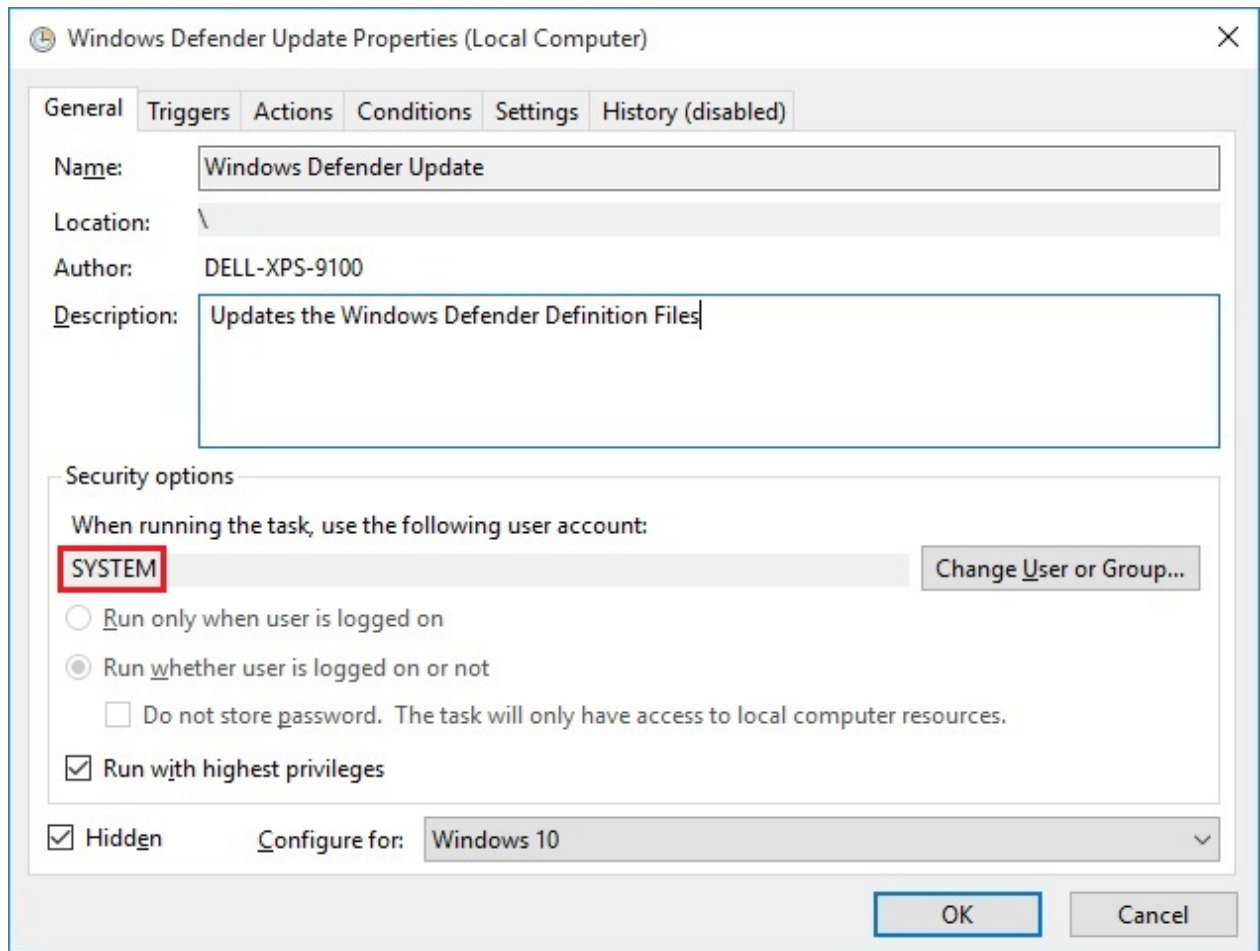 Windows Defender Update Properties (Local Computer)
General Triggers Actions Conditions Settings History (disabled)
Name: Windows Defender Update
Location: \
Author: DELL-XPS-9100
Description: Updates the Windows Defender Definition Files
Security options
When running the task, use the following user account:
SYSTEM Change User or Group...
Run only when user is logged on
Run whether user is logged on or not
Do not store password. The task will only have access to local computer resources.
Run with highest privileges
Hidden Configure for: Windows 10
OK Cancel